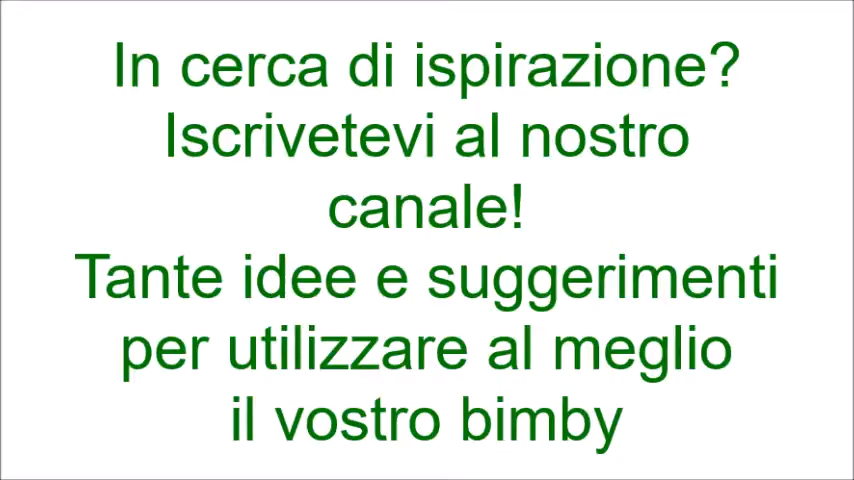 In cerca di ispirazione?
Iscrivetevi al nostro
canale!
Tante idee e suggerimenti
per utilizzare al meglio
il vostro bimby